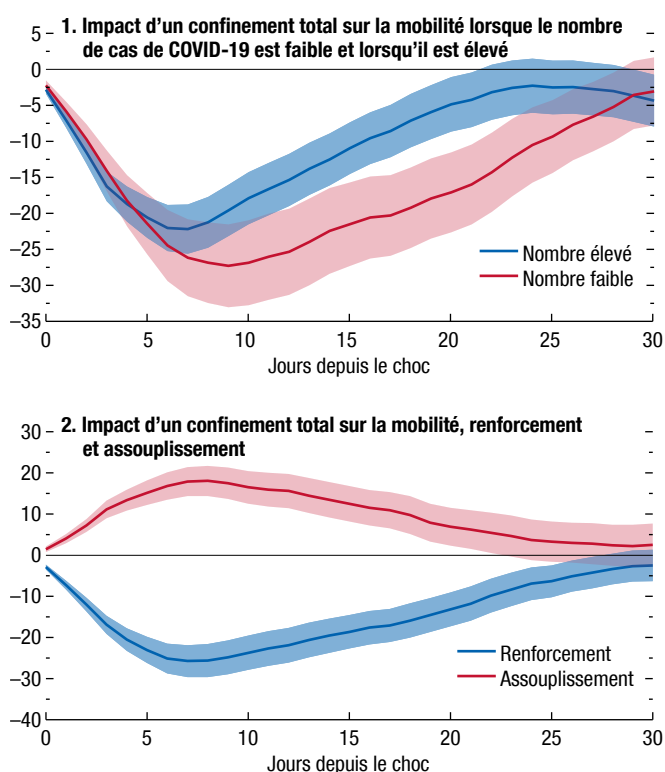 1. Impact d'un confinement total sur la mobilité lorsque le nombre
de cas de COVID-19 est faible et lorsqu'il est élevé
5
0
–5
–10
–15
–20
–25
–30
–35
Nombre élevé
Nombre faible
0 5 10 15 20 25 30
Jours depuis le choc
2. Impact d'un confinement total sur la mobilité, renforcement
et assouplissement
30
20
10
0
–10
–20
–30
–40
Renforcement
Assouplissement
0 5 10 15 20 25 30
Jours depuis le choc